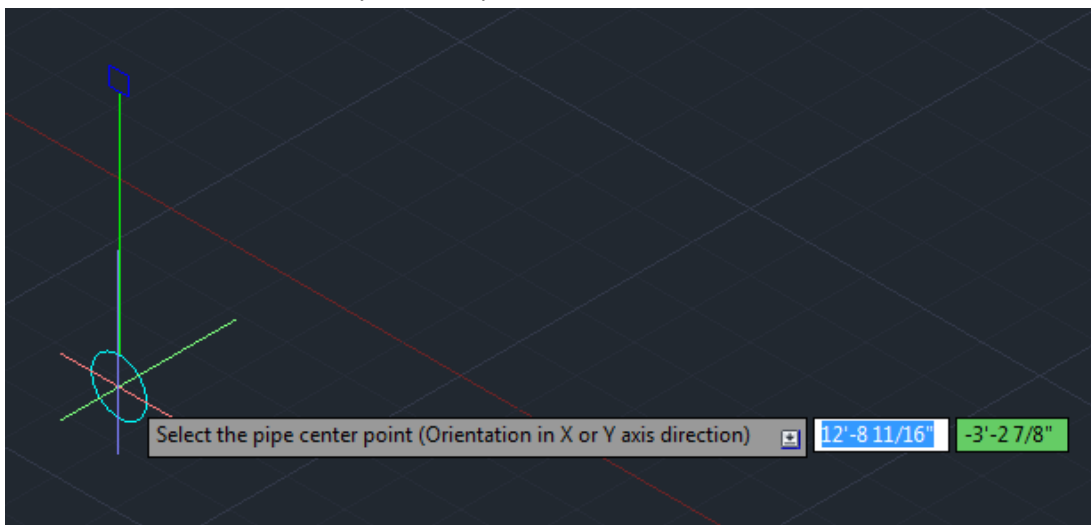 Select the pipe center point (Orientation in X or Y axis direction) 12'-8 11/16" -3'-2 7/8"